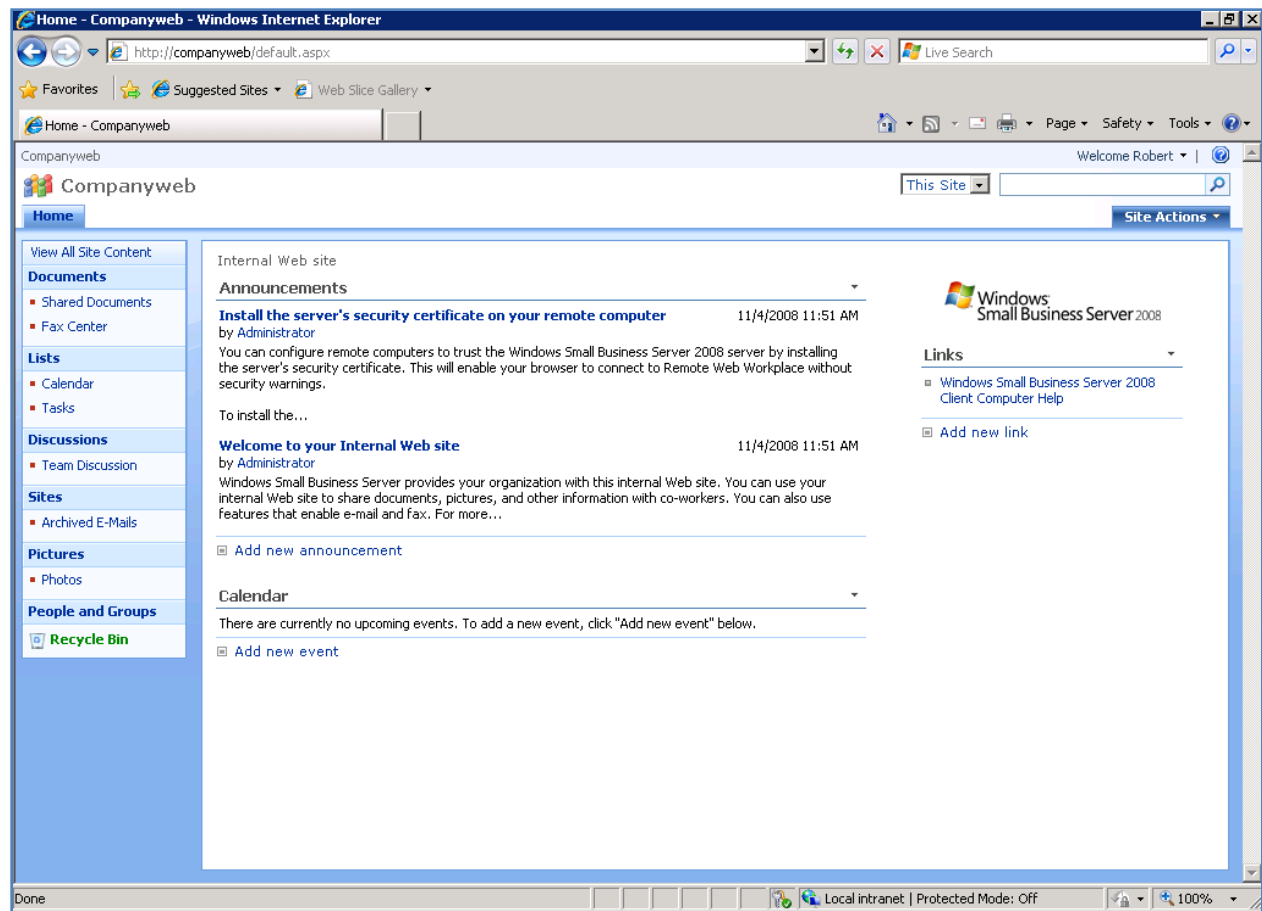 Home - Companyweb - Windows Internet Explorer
http://companyweb/default.aspx
Live Search
Favorites
Suggested Sites
Web Slice Gallery
Home - Companyweb
Page
Safety
Tools
Companyweb
Welcome Robert
Companyweb
This Site
Home
Site Actions
View All Site Content
Documents
Shared Documents
Fax Center
Lists
Calendar
Tasks
Discussions
Team Discussion
Sites
Archived E-Mails
Pictures
Photos
People and Groups
Recycle Bin
Internal Web site
Announcements
Install the server's security certificate on your remote computer 11/4/2008 11:51 AM
by Administrator
You can configure remote computers to trust the Windows Small Business Server 2008 server by installing
the server's security certificate. This will enable your browser to connect to Remote Web Workplace without
security warnings.
To install the...
Welcome to your Internal Web site 11/4/2008 11:51 AM
by Administrator
Windows Small Business Server provides your organization with this internal Web site. You can use your
internal Web site to share documents, pictures, and other information with co-workers. You can also use
features that enable e-mail and fax. For more...
Add new announcement
Calendar
There are currently no upcoming events. To add a new event, click "Add new event" below.
Add new event
Windows
Small Business Server 2008
Links
Windows Small Business Server 2008
Client Computer Help
Add new link
Done
Local intranet | Protected Mode: Off
100%